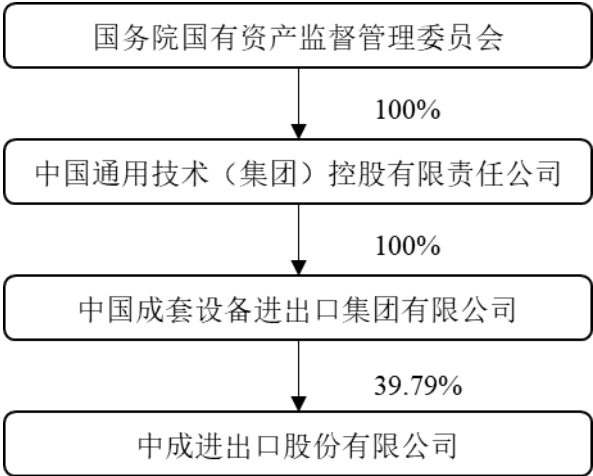 国务院国有资产监督管理委员会
100%
中国通用技术（集团）控股有限责任公司
100%
中国成套设备进出口集团有限公司
39.79%
中成进出口股份有限公司